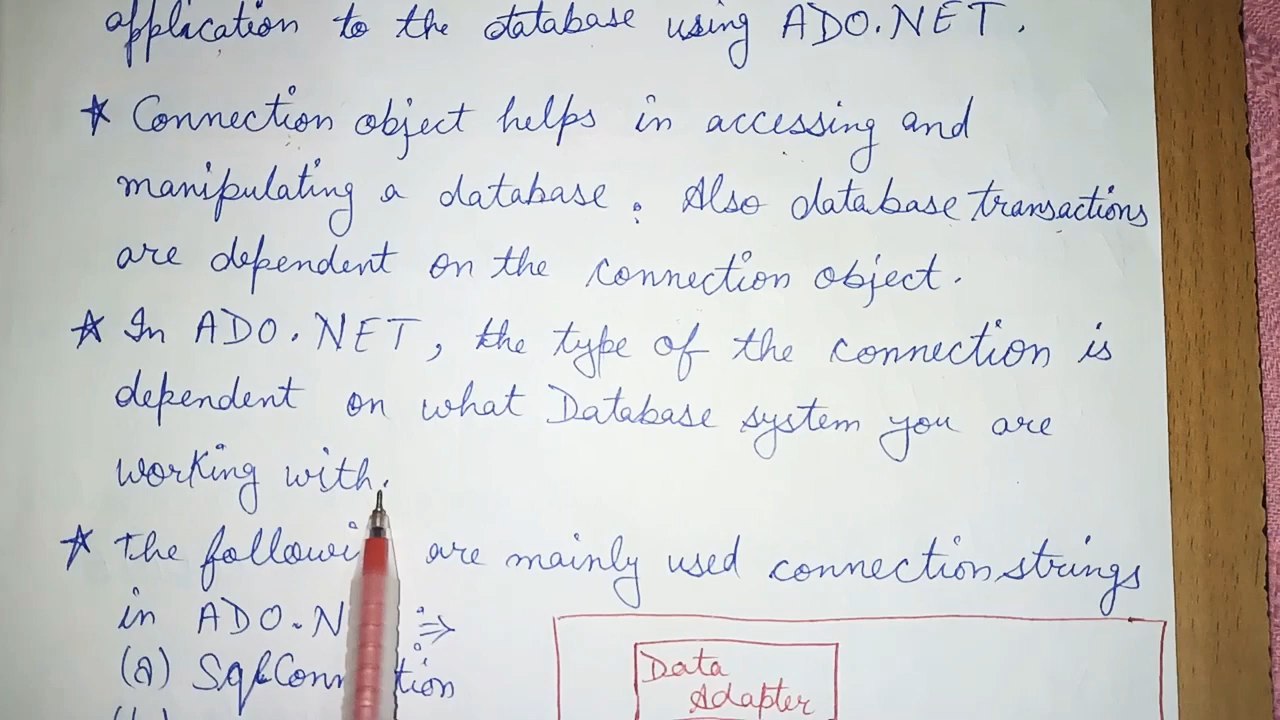 application to the database using ADO.NET.
★ Connection object helps in accessing and
manipulating a database. Also database transactions
are dependent on the connection object.
★ In ADO.NET, the type of the connection is
dependent on what Database system you are
working with.
★ The followi are mainly used connection strings
in ADO.N :⇒
(a) SqlConn tion
Data
Adapter